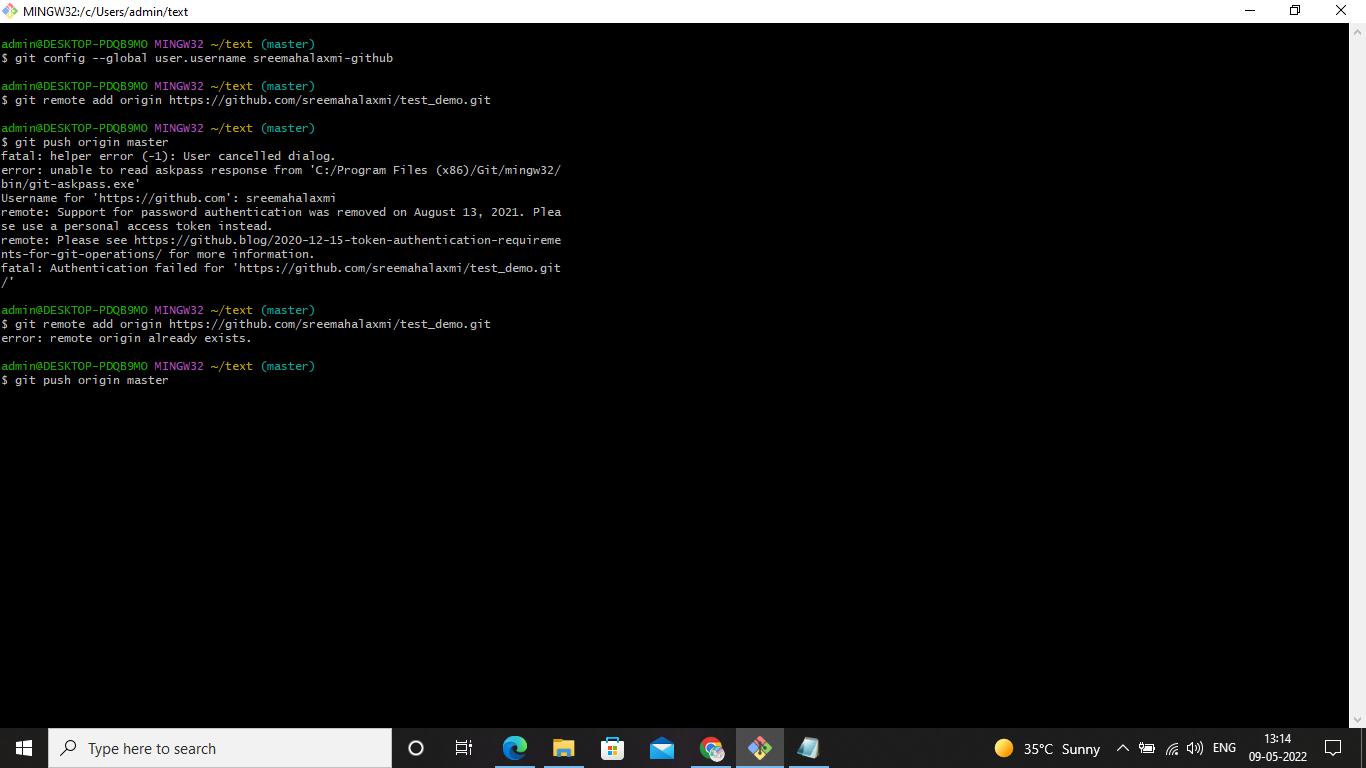 MINGW32:/c/Users/admin/text
admin@DESKTOP-PDQB9MO MINGW32 ~/text (master)
$ git config --global user.username sreemahalaxmi-github
admin@DESKTOP-PDQB9MO MINGW32 ~/text (master)
$ git remote add origin https://github.com/sreemahalaxmi/test_demo.git
admin@DESKTOP-PDQB9MO MINGW32 ~/text (master)
$ git push origin master
fatal: helper error (-1): User cancelled dialog.
error: unable to read askpass response from 'C:/Program Files (x86)/Git/mingw32/
bin/git-askpass.exe'
Username for 'https://github.com': sreemahalaxmi
remote: Support for password authentication was removed on August 13, 2021. Plea
se use a personal access token instead.
remote: Please see https://github.blog/2020-12-15-token-authentication-requireme
nts-for-git-operations/ for more information.
fatal: Authentication failed for 'https://github.com/sreemahalaxmi/test_demo.git
/'
admin@DESKTOP-PDQB9MO MINGW32 ~/text (master)
$ git remote add origin https://github.com/sreemahalaxmi/test_demo.git
error: remote origin already exists.
admin@DESKTOP-PDQB9MO MINGW32 ~/text (master)
$ git push origin master
Type here to search
35°C Sunny
ENG
13:14
09-05-2022